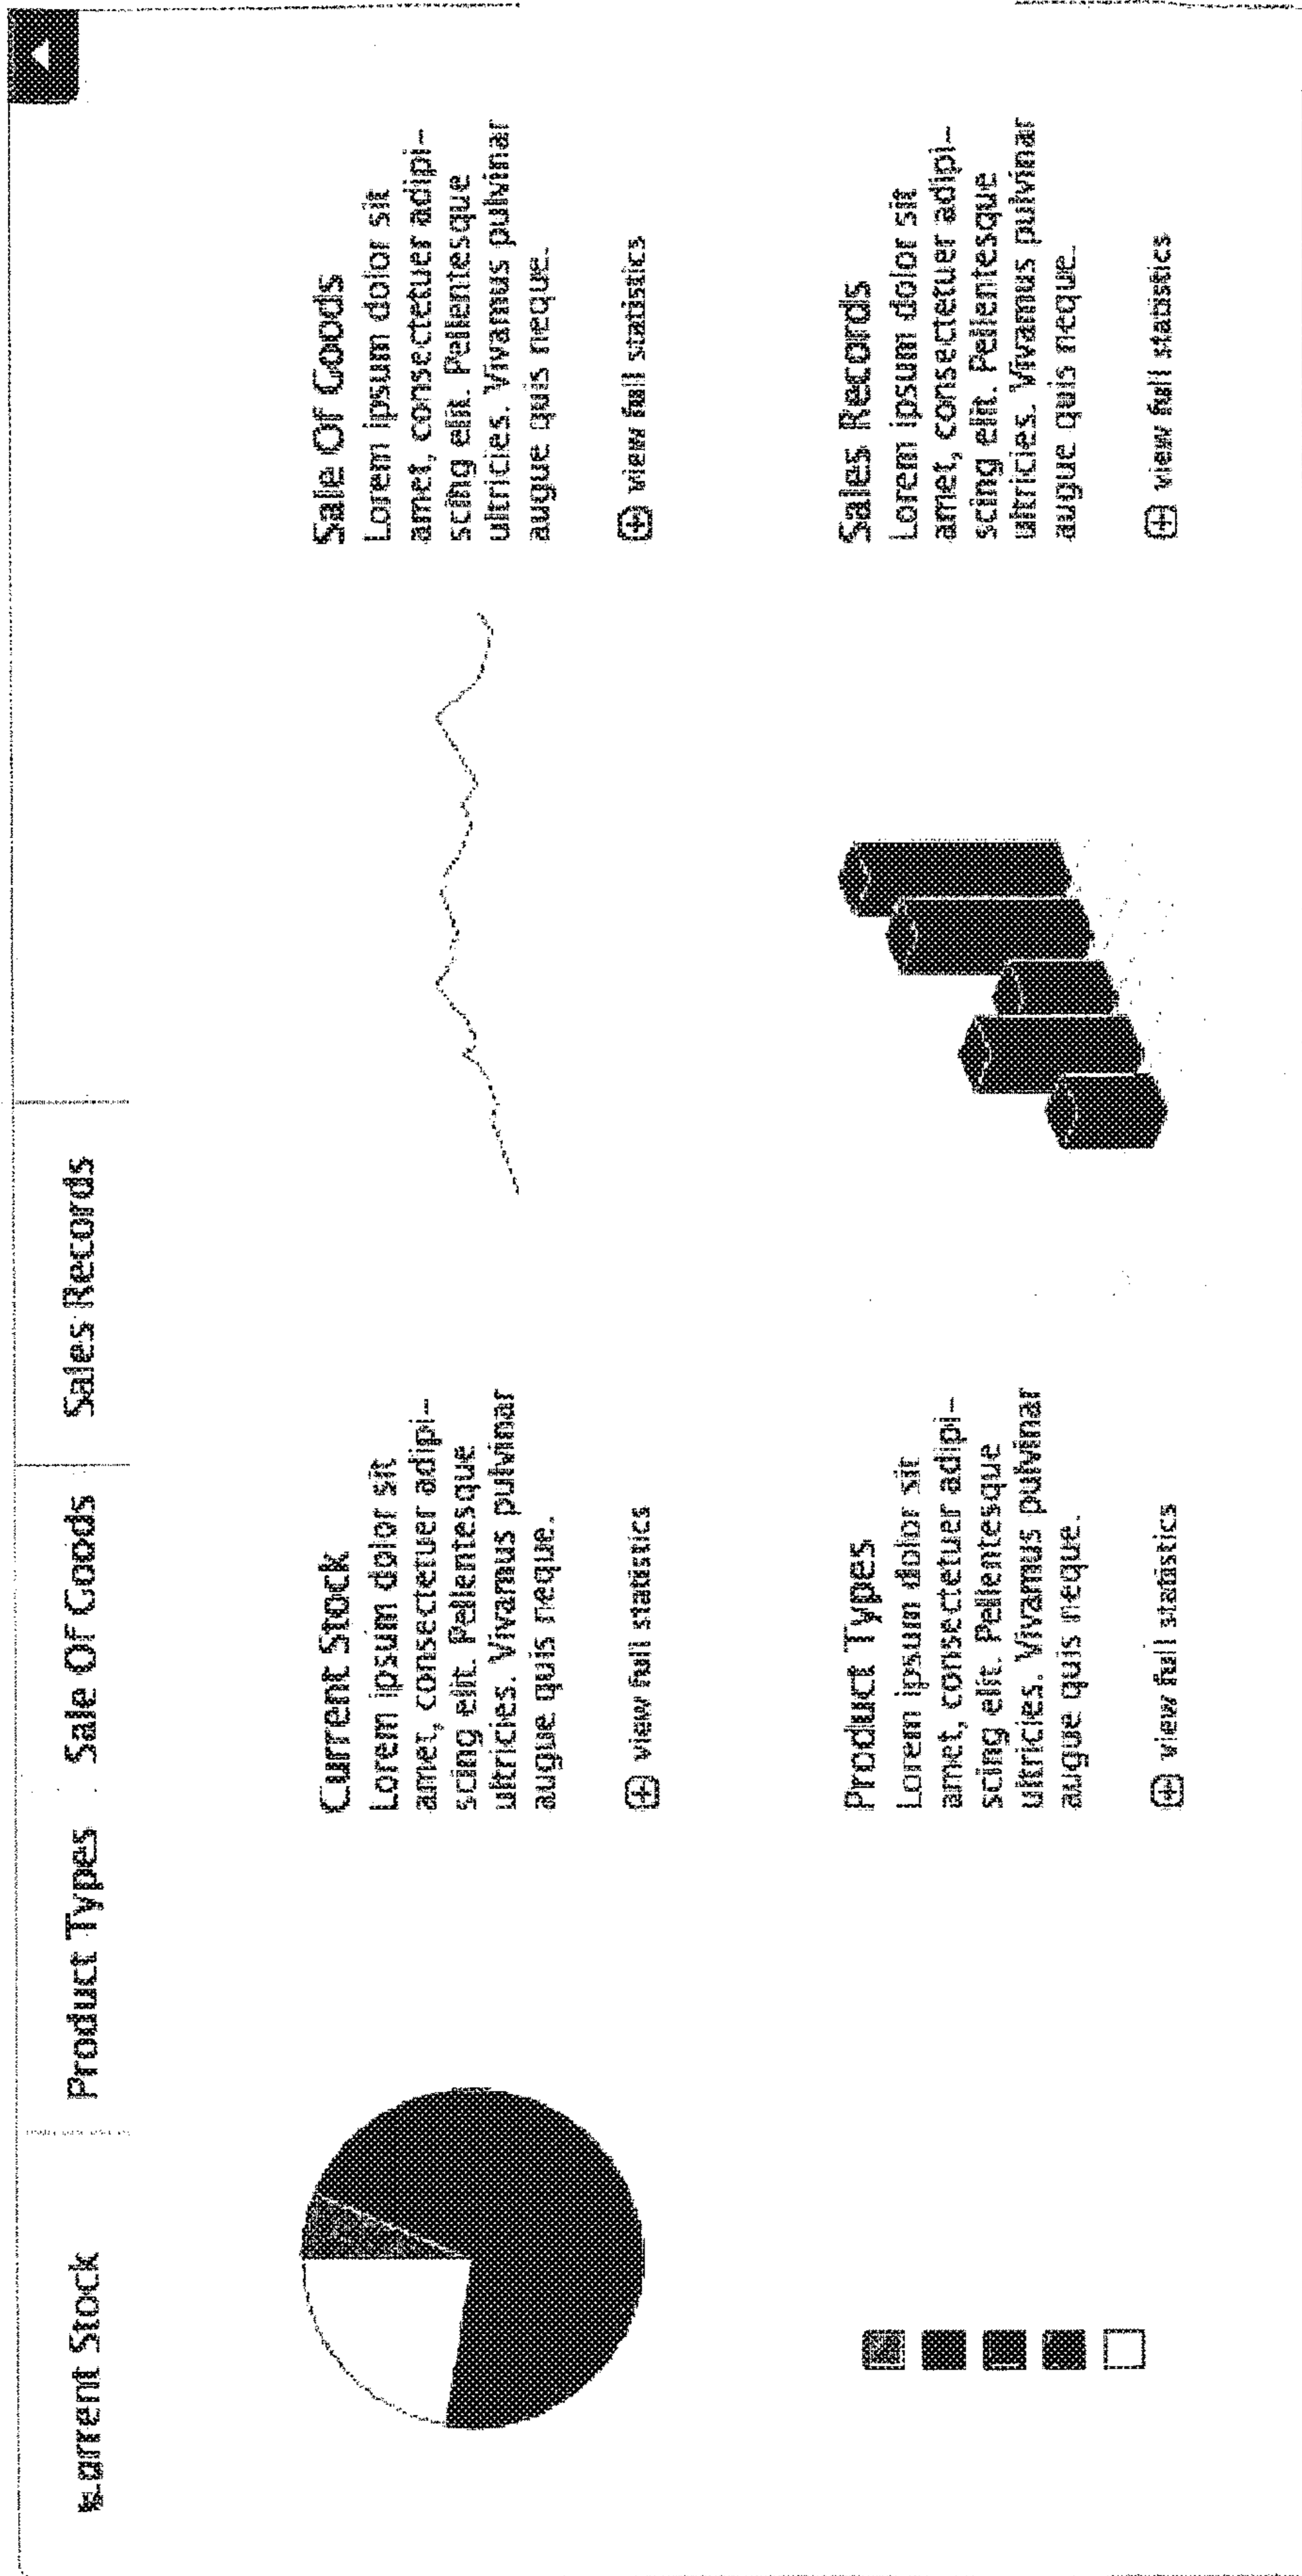 Current Stock
Product Types
Sale Of Goods
Sales Records
Current Stock
Lorem ipsum dolor sit
amet, consectetuer adipi-
scing elit. Pellentesque
ultricies. Vivamus pulvinar
augue quis neque.
view full statistics
Sale Of Goods
Lorem ipsum dolor sit
amet, consectetuer adipi-
scing elit. Pellentesque
ultricies. Vivamus pulvinar
augue quis neque.
view full statistics
Product Types
Lorem ipsum dolor sit
amet, consectetuer adipi-
scing elit. Pellentesque
ultricies. Vivamus pulvinar
augue quis neque.
view full statistics
Sales Records
Lorem ipsum dolor sit
amet, consectetuer adipi-
scing elit. Pellentesque
ultricies. Vivamus pulvinar
augue quis neque.
view full statistics